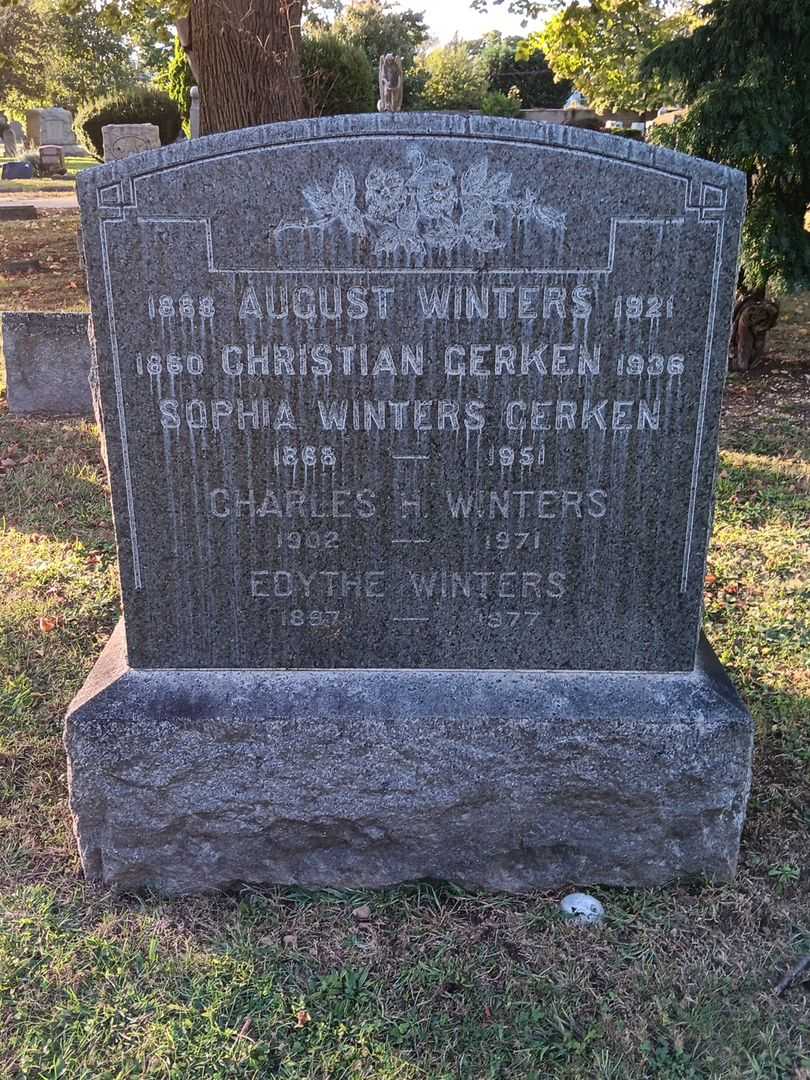 1868 AUGUST WINTERS 1921
1860 CHRISTIAN GERKEN 1936
SOPHIA WINTERS GERKEN
1868 — 1951
CHARLES H. WINTERS
1902 — 1971
EDYTHE WINTERS
1897 — 1977